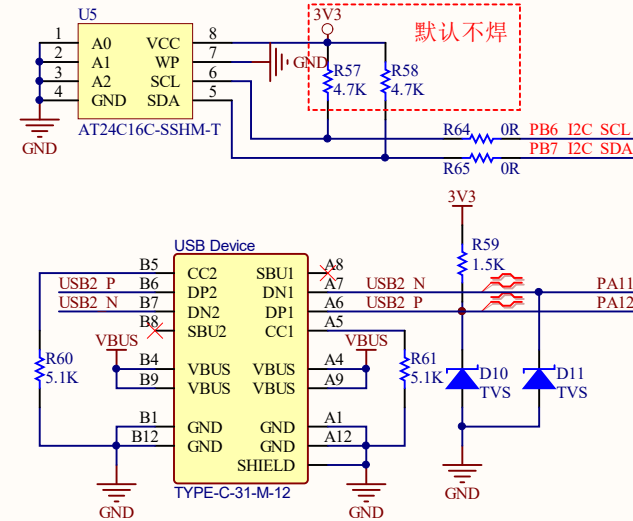 U5
3V3
默认不焊
1 A0 VCC 8
2 A1 WP 7 GND
3 A2 SCL 6
4 GND SDA 5
R57 R58
4.7K 4.7K
AT24C16C-SSHM-T
GND
R64 0R PB6 I2C SCL
R65 0R PB7 I2C SDA
3V3
USB Device
R59
1.5K
B5 CC2 SBU1 A8
USB2_P B6 DP2 DN1 A7 USB2_N PA11
USB2_N B7 DN2 DP1 A6 USB2_P PA12
B8 SBU2 CC1 A5
VBUS VBUS
R60 R61
5.1K 5.1K
B4 VBUS VBUS A4
B9 VBUS VBUS A9
D10 D11
TVS TVS
B1 GND GND A1
B12 GND GND A12
SHIELD
TYPE-C-31-M-12
GND GND GND